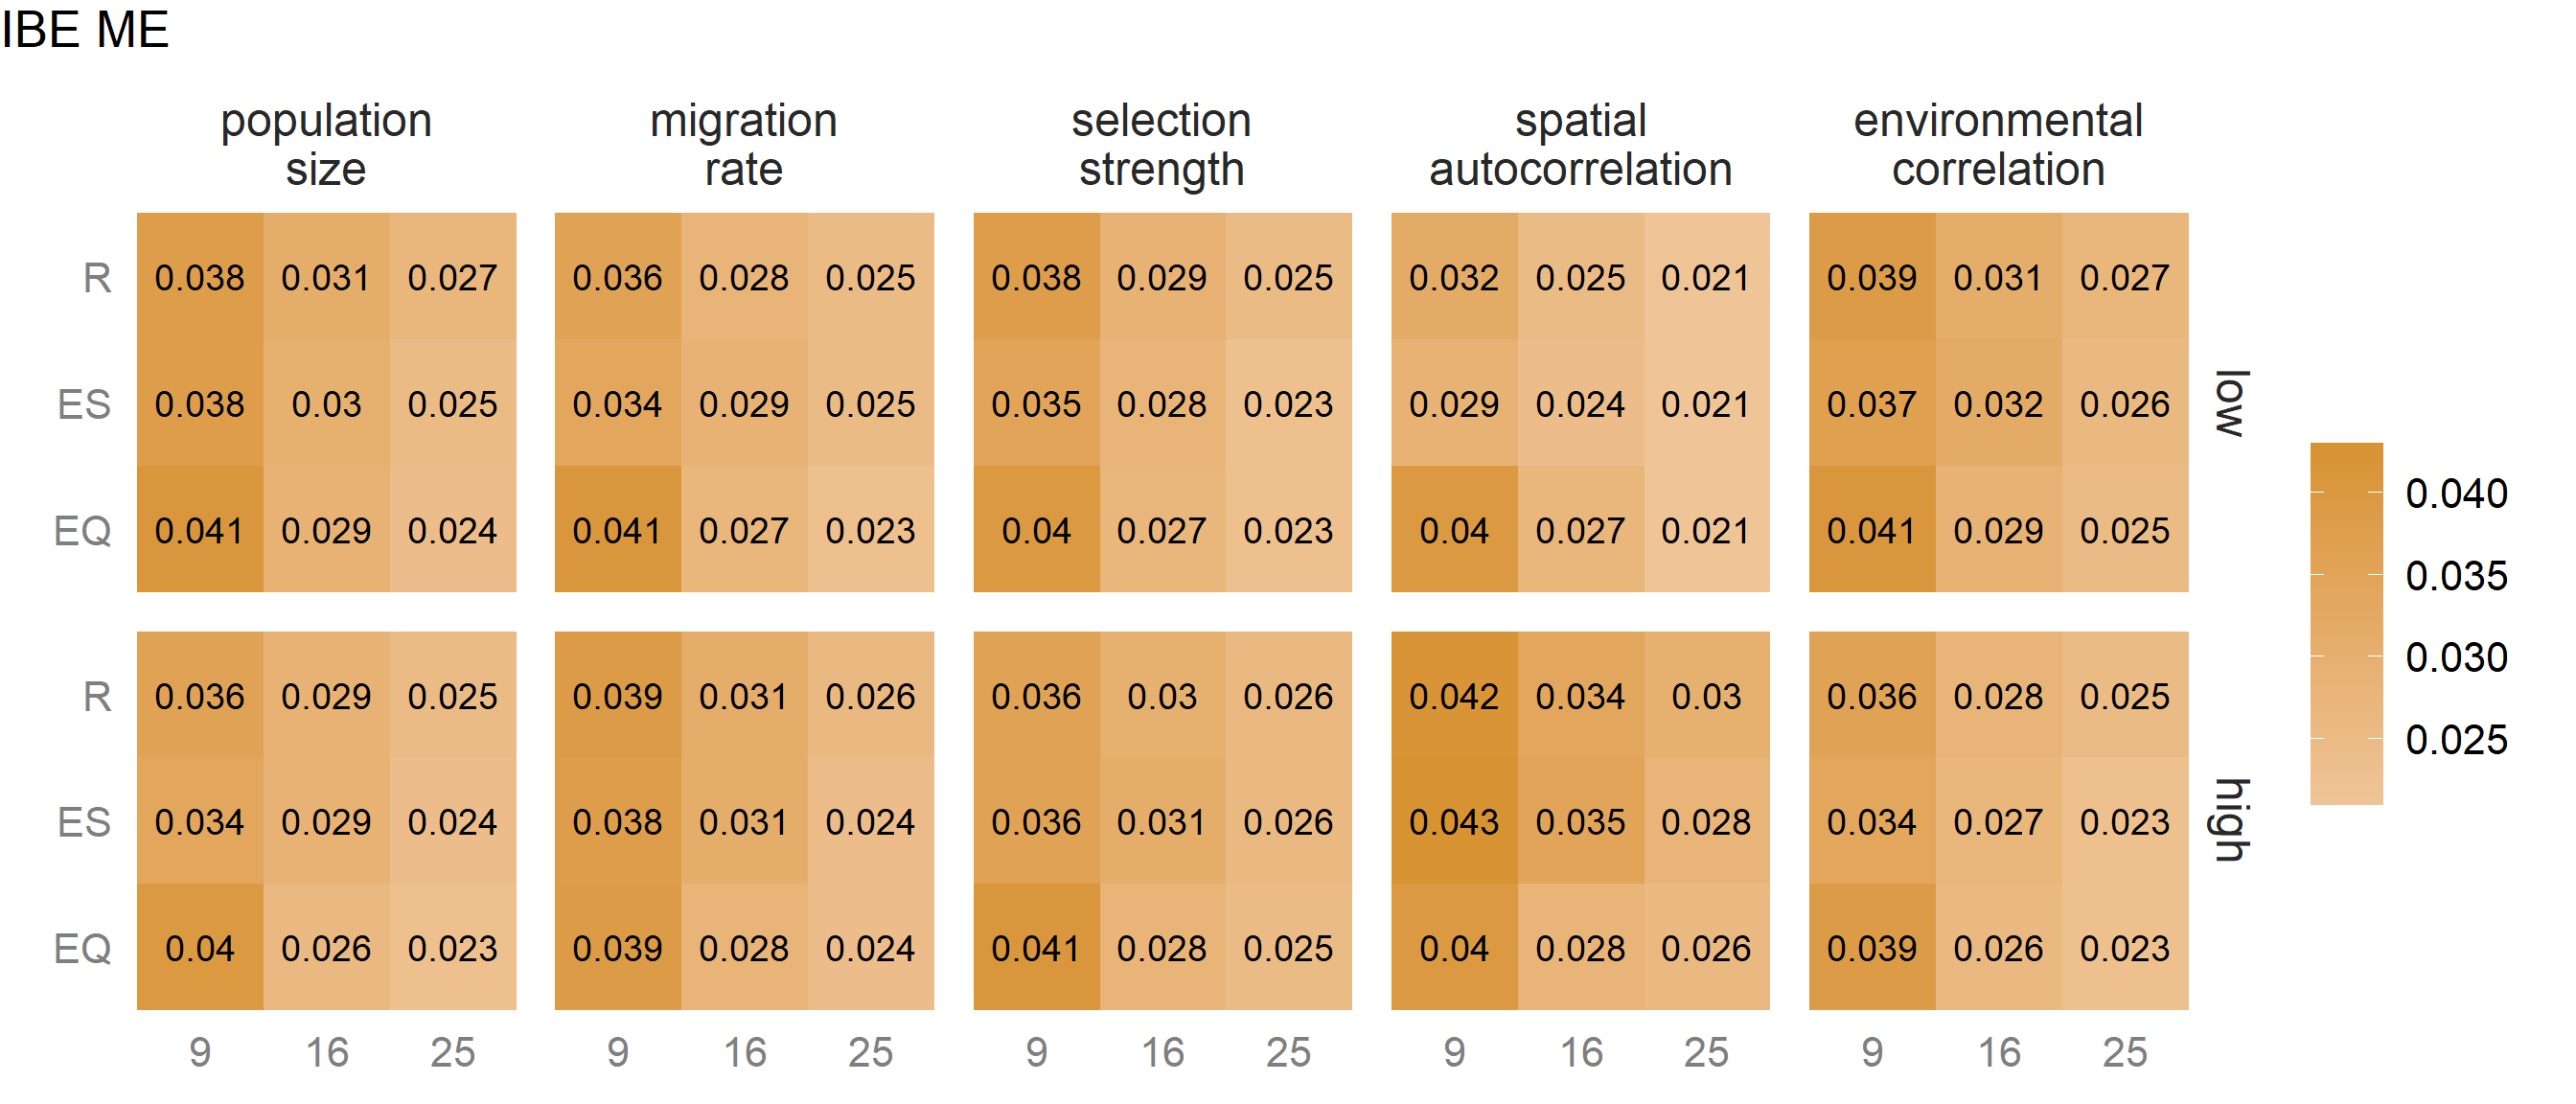 IBE ME
population size
migration rate
selection strength
spatial autocorrelation
environmental correlation
R 0.038 0.031 0.027 0.036 0.028 0.025 0.038 0.029 0.025 0.032 0.025 0.021 0.039 0.031 0.027
ES 0.038 0.03 0.025 0.034 0.029 0.025 0.035 0.028 0.023 0.029 0.024 0.021 0.037 0.032 0.026
EQ 0.041 0.029 0.024 0.041 0.027 0.023 0.04 0.027 0.023 0.04 0.027 0.021 0.041 0.029 0.025
low
R 0.036 0.029 0.025 0.039 0.031 0.026 0.036 0.03 0.026 0.042 0.034 0.03 0.036 0.028 0.025
ES 0.034 0.029 0.024 0.038 0.031 0.024 0.036 0.031 0.026 0.043 0.035 0.028 0.034 0.027 0.023
EQ 0.04 0.026 0.023 0.039 0.028 0.024 0.041 0.028 0.025 0.04 0.028 0.026 0.039 0.026 0.023
high
9 16 25 9 16 25 9 16 25 9 16 25 9 16 25
0.040
0.035
0.030
0.025